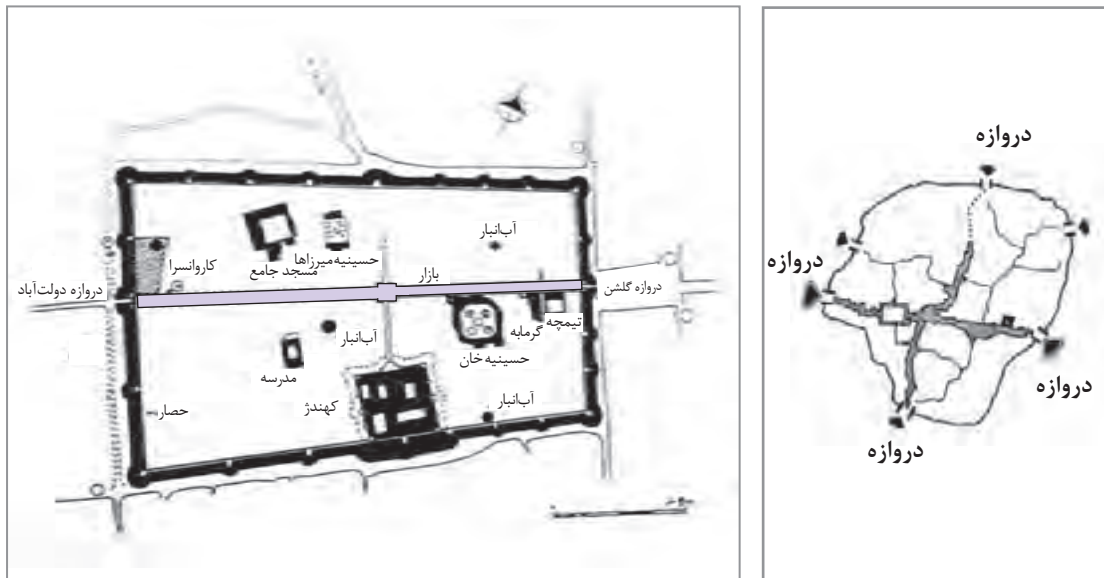 دروازه
دروازه
دروازه
دروازه
آب‌انبار
حسینیه میرزاها
مسجد جامع
کاروانسرا
بازار
دروازه گلشن
دروازه دولت‌آباد
تیمچه
گرمابه
حسینیه خان
آب‌انبار
مدرسه
کهندژ
آب‌انبار
حصار